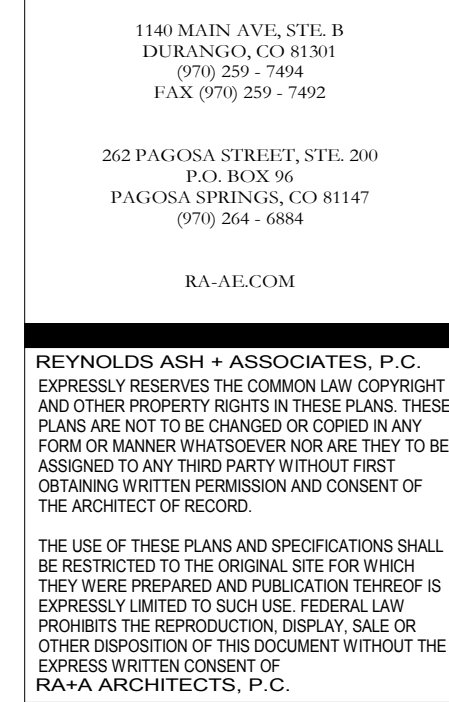 1140 MAIN AVE, STE. B
DURANGO, CO 81301
(970) 259 - 7494
FAX (970) 259 - 7492
262 PAGOSA STREET, STE. 200
P.O. BOX 96
PAGOSA SPRINGS, CO 81147
(970) 264 - 6884
RA-AE.COM
REYNOLDS ASH + ASSOCIATES, P.C.
EXPRESSLY RESERVES THE COMMON LAW COPYRIGHT
AND OTHER PROPERTY RIGHTS IN THESE PLANS. THESE
PLANS ARE NOT TO BE CHANGED OR COPIED IN ANY
FORM OR MANNER WHATSOEVER NOR ARE THEY TO BE
ASSIGNED TO ANY THIRD PARTY WITHOUT FIRST
OBTAINING WRITTEN PERMISSION AND CONSENT OF
THE ARCHITECT OF RECORD.
THE USE OF THESE PLANS AND SPECIFICATIONS SHALL
BE RESTRICTED TO THE ORIGINAL SITE FOR WHICH
THEY WERE PREPARED AND PUBLICATION TEHREOF IS
EXPRESSLY LIMITED TO SUCH USE. FEDERAL LAW
PROHIBITS THE REPRODUCTION, DISPLAY, SALE OR
OTHER DISPOSITION OF THIS DOCUMENT WITHOUT THE
EXPRESS WRITTEN CONSENT OF
RA+A ARCHITECTS, P.C.